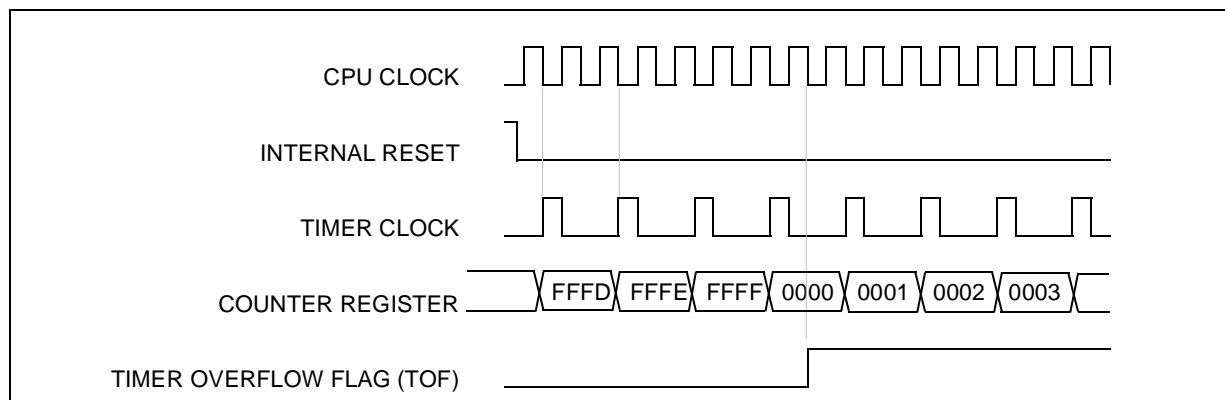 CPU CLOCK
INTERNAL RESET
TIMER CLOCK
COUNTER REGISTER FFFD FFFE FFFF 0000 0001 0002 0003
TIMER OVERFLOW FLAG (TOF)